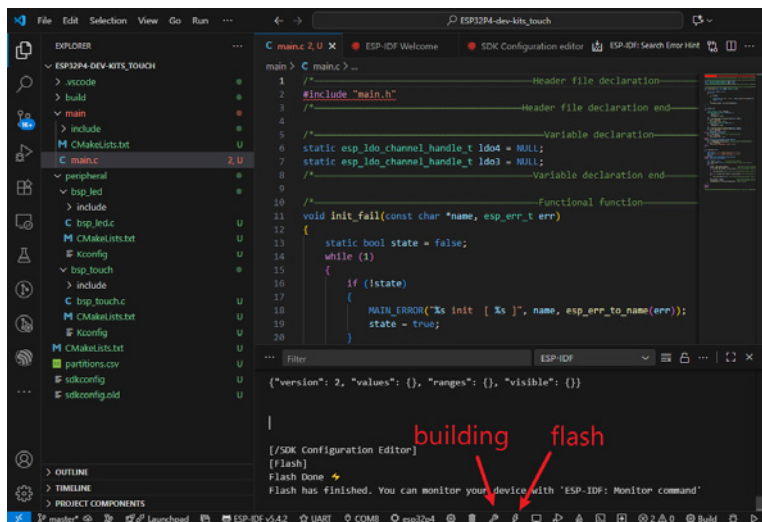 File Edit Selection View Go Run ...
ESP32P4-dev-kits_touch
EXPLORER
main.c 2, U
ESP-IDF Welcome
SDK Configuration editor
ESP-IDF: Search Error Hint
ESP32P4-DEV-KITS_TOUCH
main > C main.c > ...
.vscode
build
main
include
CMakeLists.txt U
main.c 2, U
peripheral
bsp_led
include
bsp_led.c U
CMakeLists.txt U
Kconfig U
bsp_touch
include
bsp_touch.c U
CMakeLists.txt U
Kconfig U
CMakeLists.txt U
partitions.csv U
sdkconfig U
sdkconfig.old U
OUTLINE
TIMELINE
PROJECT COMPONENTS
1 /*————Header file declaration————
2 #include "main.h"
3 /*————Header file declaration end————
4
5 /*————Variable declaration————
6 static esp_ldo_channel_handle_t ldo4 = NULL;
7 static esp_ldo_channel_handle_t ldo3 = NULL;
8 /*————Variable declaration end————
9
10 /*————Functional function————
11 void init_fail(const char *name, esp_err_t err)
12 {
13 static bool state = false;
14 while (1)
15 {
16 if (!state)
17 {
18 MAIN_ERROR("%s init [ %s ]", name, esp_err_to_name(err));
19 state = true;
20 }
Filter
ESP-IDF
{"version": 2, "values": {}, "ranges": {}, "visible": {}}
building flash
[/SDK Configuration Editor]
[Flash]
Flash Done ⚡
Flash has finished. You can monitor your device with 'ESP-IDF: Monitor command'
master* Launchpad ESP-IDF v5.4.2 UART COM8 esp32p4 2 0 Build